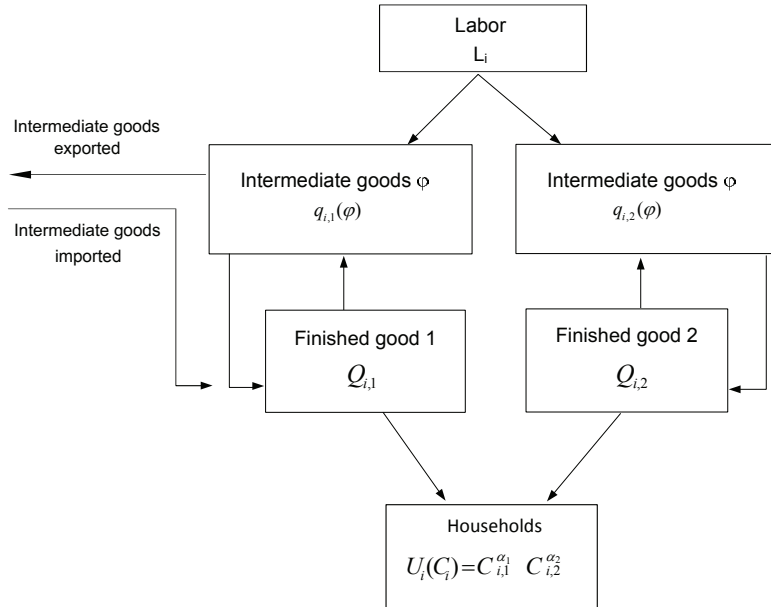 Labor
Lᵢ
Intermediate goods
exported
Intermediate goods φ
q_{i,1}(φ)
Intermediate goods φ
q_{i,2}(φ)
Intermediate goods
imported
Finished good 1
Q_{i,1}
Finished good 2
Q_{i,2}
Households
U_i(C_i)=C_{i,1}^{α_1} C_{i,2}^{α_2}